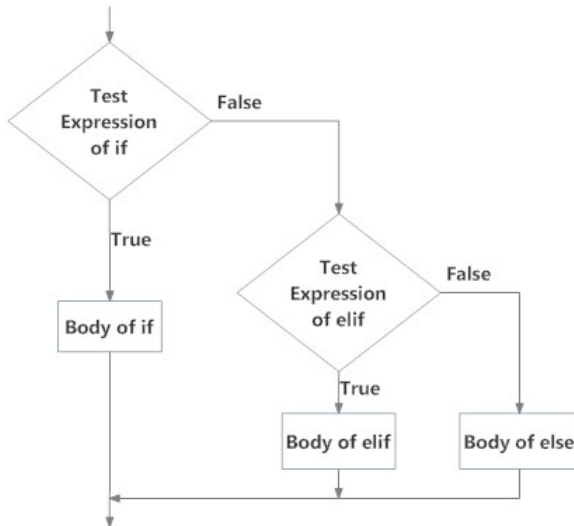 Test
Expression
of if
False
True
Test
Expression
of elif
False
Body of if
True
Body of elif
Body of else